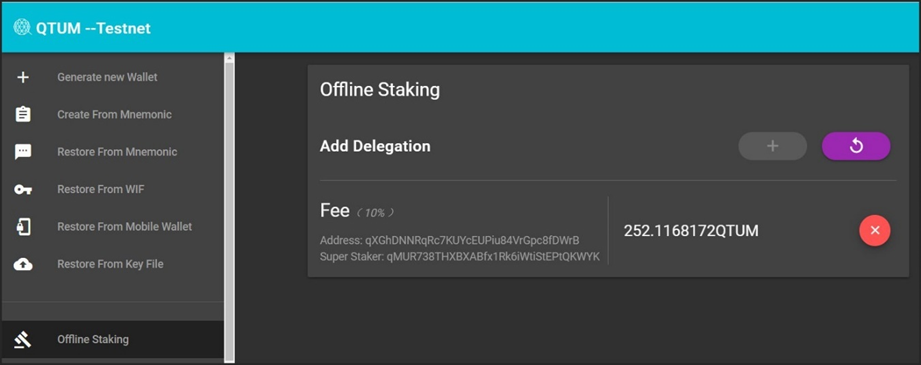 QTUM --Testnet
Generate new Wallet
Create From Mnemonic
Restore From Mnemonic
Restore From WIF
Restore From Mobile Wallet
Restore From Key File
Offline Staking
Offline Staking
Add Delegation
Fee （10%）
Address: qXGhDNNRqRc7KUYcEUPiu84VrGpc8fDWrB
Super Staker: qMUR738THXBXABfx1Rk6iWtiStEPtQKWYK
252.1168172QTUM